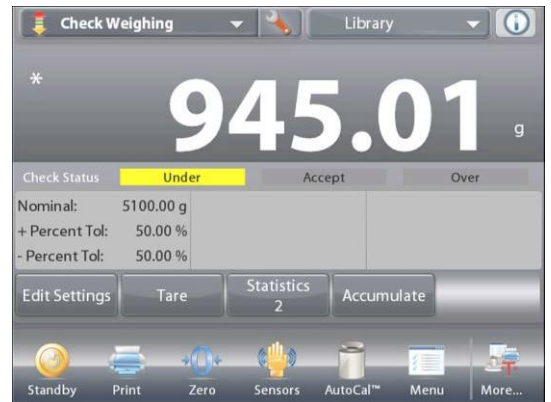 Check Weighing Library
*
945.01 g
Check Status Under Accept Over
Nominal: 5100.00 g
+ Percent Tol: 50.00 %
- Percent Tol: 50.00 %
Edit Settings Tare Statistics Accumulate
2
Standby Print Zero Sensors AutoCal™ Menu More...